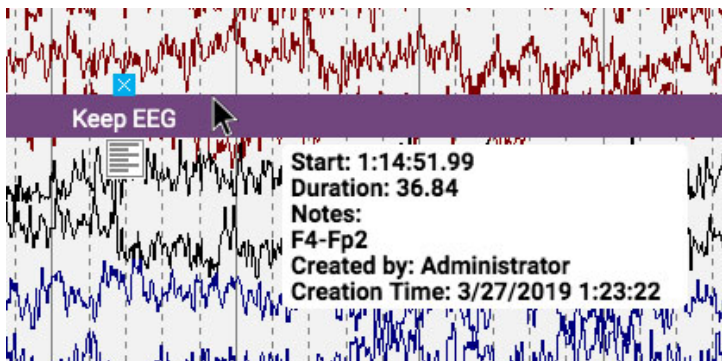 Keep EEG
Start: 1:14:51.99
Duration: 36.84
Notes:
F4-Fp2
Created by: Administrator
Creation Time: 3/27/2019 1:23:22